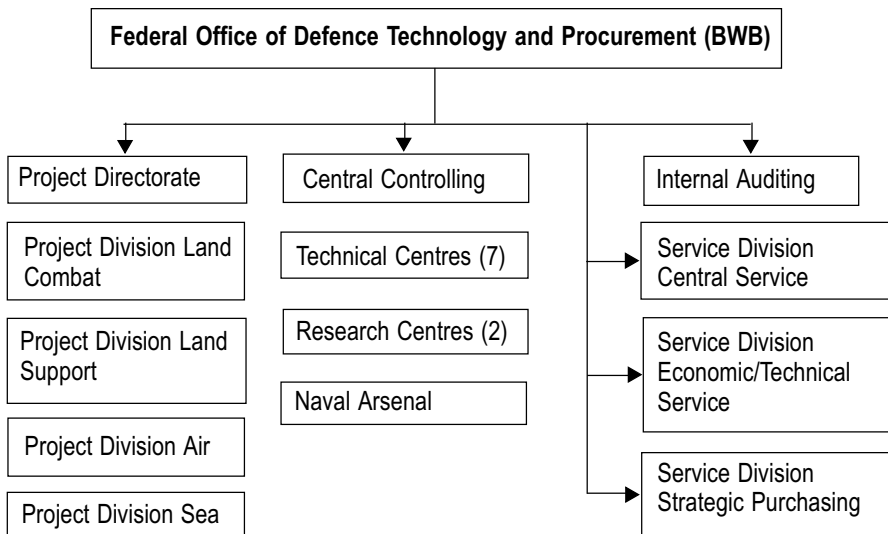 Federal Office of Defence Technology and Procurement (BWB)
Project Directorate
Project Division Land
Combat
Project Division Land
Support
Project Division Air
Project Division Sea
Central Controlling
Technical Centres (7)
Research Centres (2)
Naval Arsenal
Internal Auditing
Service Division
Central Service
Service Division
Economic/Technical
Service
Service Division
Strategic Purchasing